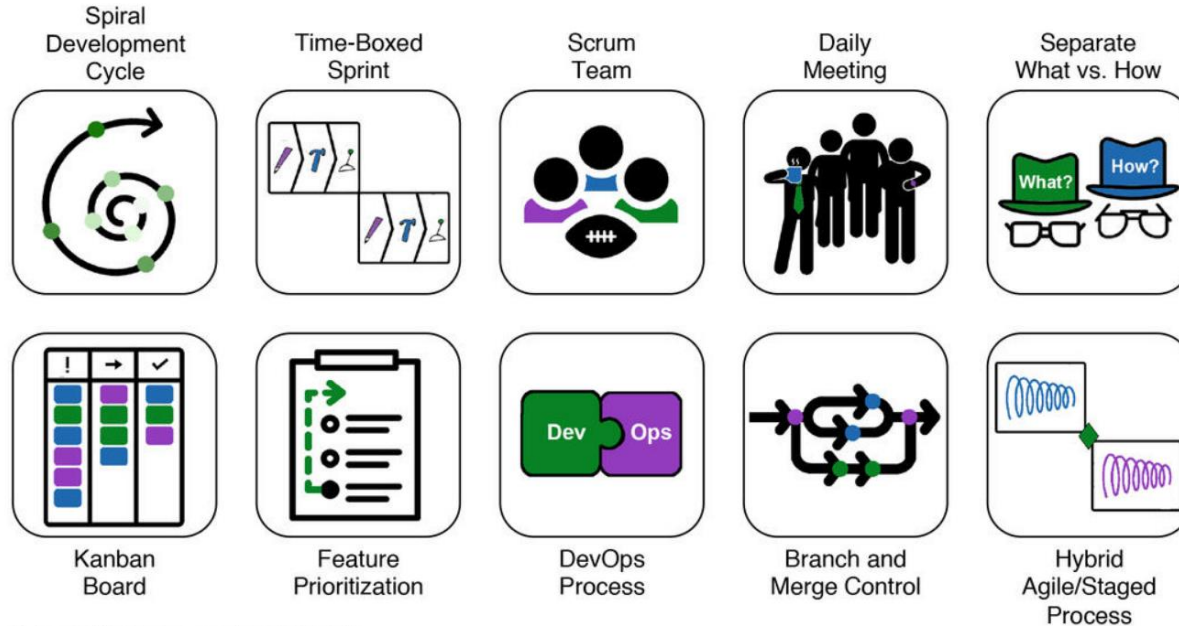 Spiral
Development
Cycle
Time-Boxed
Sprint
Scrum
Team
Daily
Meeting
Separate
What vs. How
What?
How?
!
Dev
Ops
Kanban
Board
Feature
Prioritization
DevOps
Process
Branch and
Merge Control
Hybrid
Agile/Staged
Process